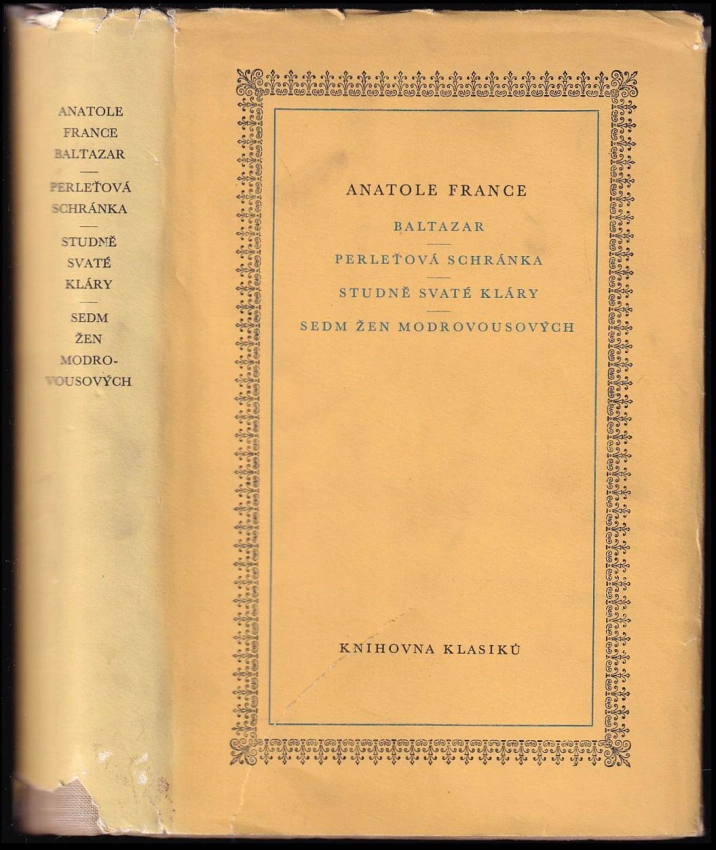 ANATOLE
FRANCE
BALTAZAR
PERLEŤOVÁ
SCHRÁNKA
STUDNĚ
SVATÉ
KLÁRY
SEDM
ŽEN
MODRO-
VOUSOVÝCH
ANATOLE FRANCE
BALTAZAR
PERLEŤOVÁ SCHRÁNKA
STUDNĚ SVATÉ KLÁRY
SEDM ŽEN MODROVOUSOVÝCH
KNIHOVNA KLASIKŮ